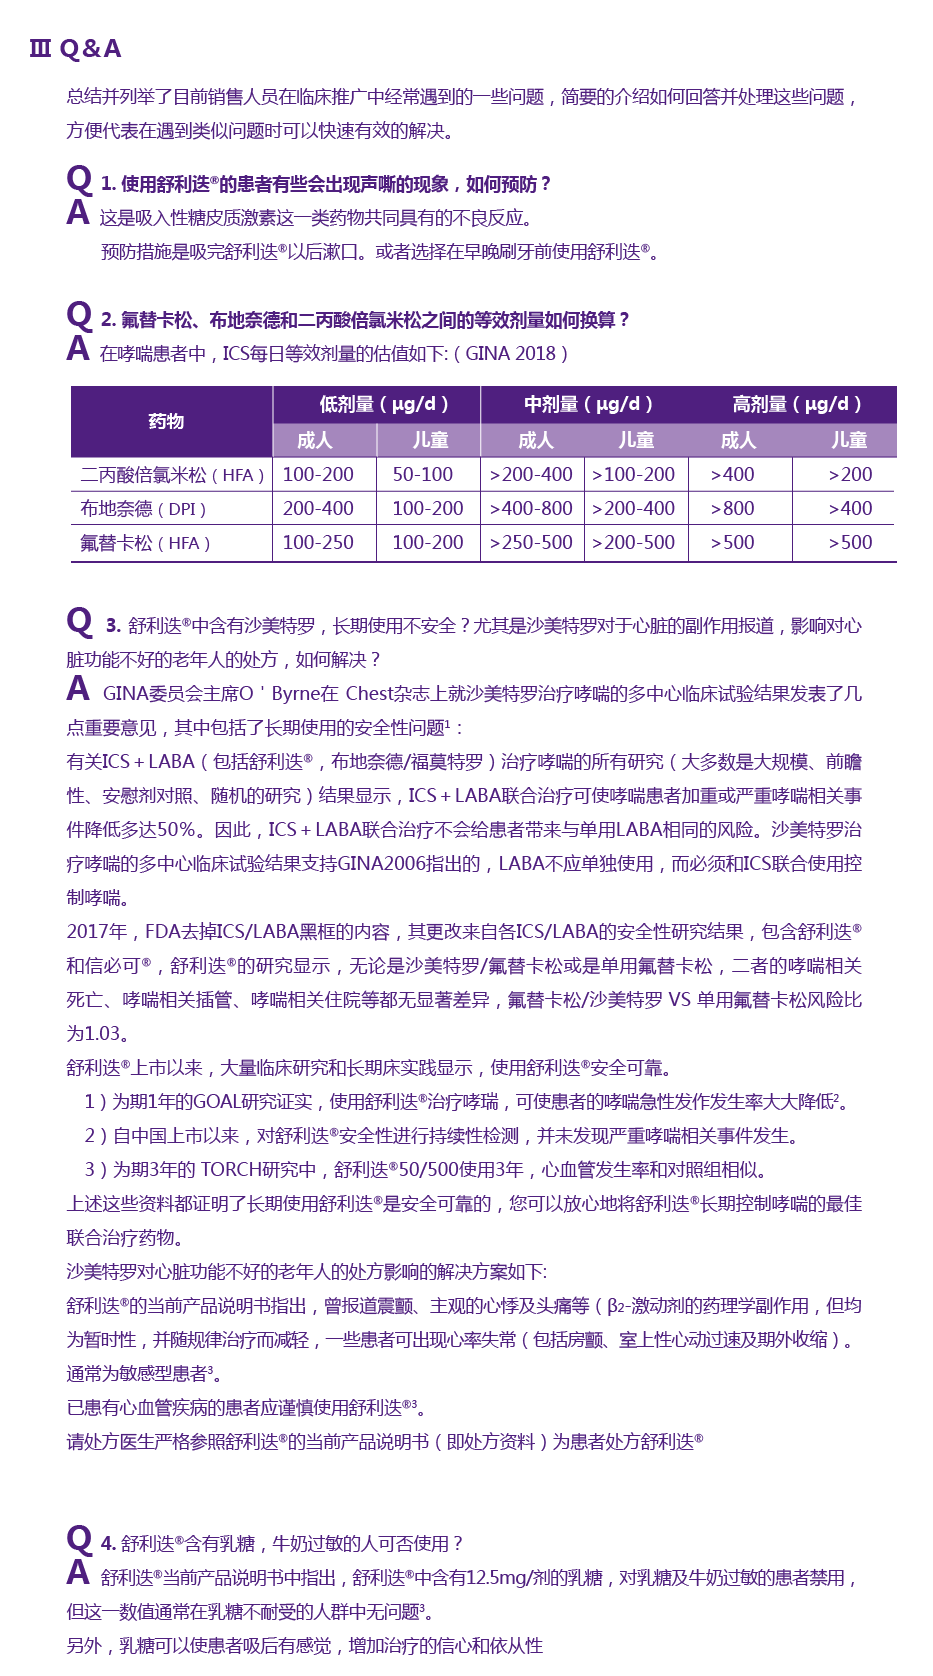 Ⅲ Q&A
总结并列举了目前销售人员在临床推广中经常遇到的一些问题，简要的介绍如何回答并处理这些问题，
方便代表在遇到类似问题时可以快速有效的解决。
Q 1. 使用舒利迭®的患者有些会出现声嘶的现象，如何预防？
A 这是吸入性糖皮质激素这一类药物共同具有的不良反应。
预防措施是吸完舒利迭®以后漱口。或者选择在早晚刷牙前使用舒利迭®。
Q 2. 氟替卡松、布地奈德和二丙酸倍氯米松之间的等效剂量如何换算？
A 在哮喘患者中，ICS每日等效剂量的估值如下:（GINA 2018）
药物 低剂量（μg/d） 中剂量（μg/d） 高剂量（μg/d）
成人 儿童 成人 儿童 成人 儿童
二丙酸倍氯米松（HFA） 100-200 50-100 >200-400 >100-200 >400 >200
布地奈德（DPI） 200-400 100-200 >400-800 >200-400 >800 >400
氟替卡松（HFA） 100-250 100-200 >250-500 >200-500 >500 >500
Q 3. 舒利迭®中含有沙美特罗，长期使用不安全？尤其是沙美特罗对于心脏的副作用报道，影响对心
脏功能不好的老年人的处方，如何解决？
A GINA委员会主席O＇Byrne在 Chest杂志上就沙美特罗治疗哮喘的多中心临床试验结果发表了几
点重要意见，其中包括了长期使用的安全性问题¹：
有关ICS＋LABA（包括舒利迭®，布地奈德/福莫特罗）治疗哮喘的所有研究（大多数是大规模、前瞻
性、安慰剂对照、随机的研究）结果显示，ICS＋LABA联合治疗可使哮喘患者加重或严重哮喘相关事
件降低多达50%。因此，ICS＋LABA联合治疗不会给患者带来与单用LABA相同的风险。沙美特罗治
疗哮喘的多中心临床试验结果支持GINA2006指出的，LABA不应单独使用，而必须和ICS联合使用控
制哮喘。
2017年，FDA去掉ICS/LABA黑框的内容，其更改来自各ICS/LABA的安全性研究结果，包含舒利迭®
和信必可®，舒利迭®的研究显示，无论是沙美特罗/氟替卡松或是单用氟替卡松，二者的哮喘相关
死亡、哮喘相关插管、哮喘相关住院等都无显著差异，氟替卡松/沙美特罗 VS 单用氟替卡松风险比
为1.03。
舒利迭®上市以来，大量临床研究和长期床实践显示，使用舒利迭®安全可靠。
1）为期1年的GOAL研究证实，使用舒利迭®治疗哮瑞，可使患者的哮喘急性发作发生率大大降低²。
2）自中国上市以来，对舒利迭®安全性进行持续性检测，并未发现严重哮喘相关事件发生。
3）为期3年的 TORCH研究中，舒利迭®50/500使用3年，心血管发生率和对照组相似。
上述这些资料都证明了长期使用舒利迭®是安全可靠的，您可以放心地将舒利迭®长期控制哮喘的最佳
联合治疗药物。
沙美特罗对心脏功能不好的老年人的处方影响的解决方案如下:
舒利迭®的当前产品说明书指出，曾报道震颤、主观的心悸及头痛等（β₂-激动剂的药理学副作用，但均
为暂时性，并随规律治疗而减轻，一些患者可出现心率失常（包括房颤、室上性心动过速及期外收缩）。
通常为敏感型患者³。
已患有心血管疾病的患者应谨慎使用舒利迭®³。
请处方医生严格参照舒利迭®的当前产品说明书（即处方资料）为患者处方舒利迭®
Q 4. 舒利迭®含有乳糖，牛奶过敏的人可否使用？
A 舒利迭®当前产品说明书中指出，舒利迭®中含有12.5mg/剂的乳糖，对乳糖及牛奶过敏的患者禁用，
但这一数值通常在乳糖不耐受的人群中无问题³。
另外，乳糖可以使患者吸后有感觉，增加治疗的信心和依从性